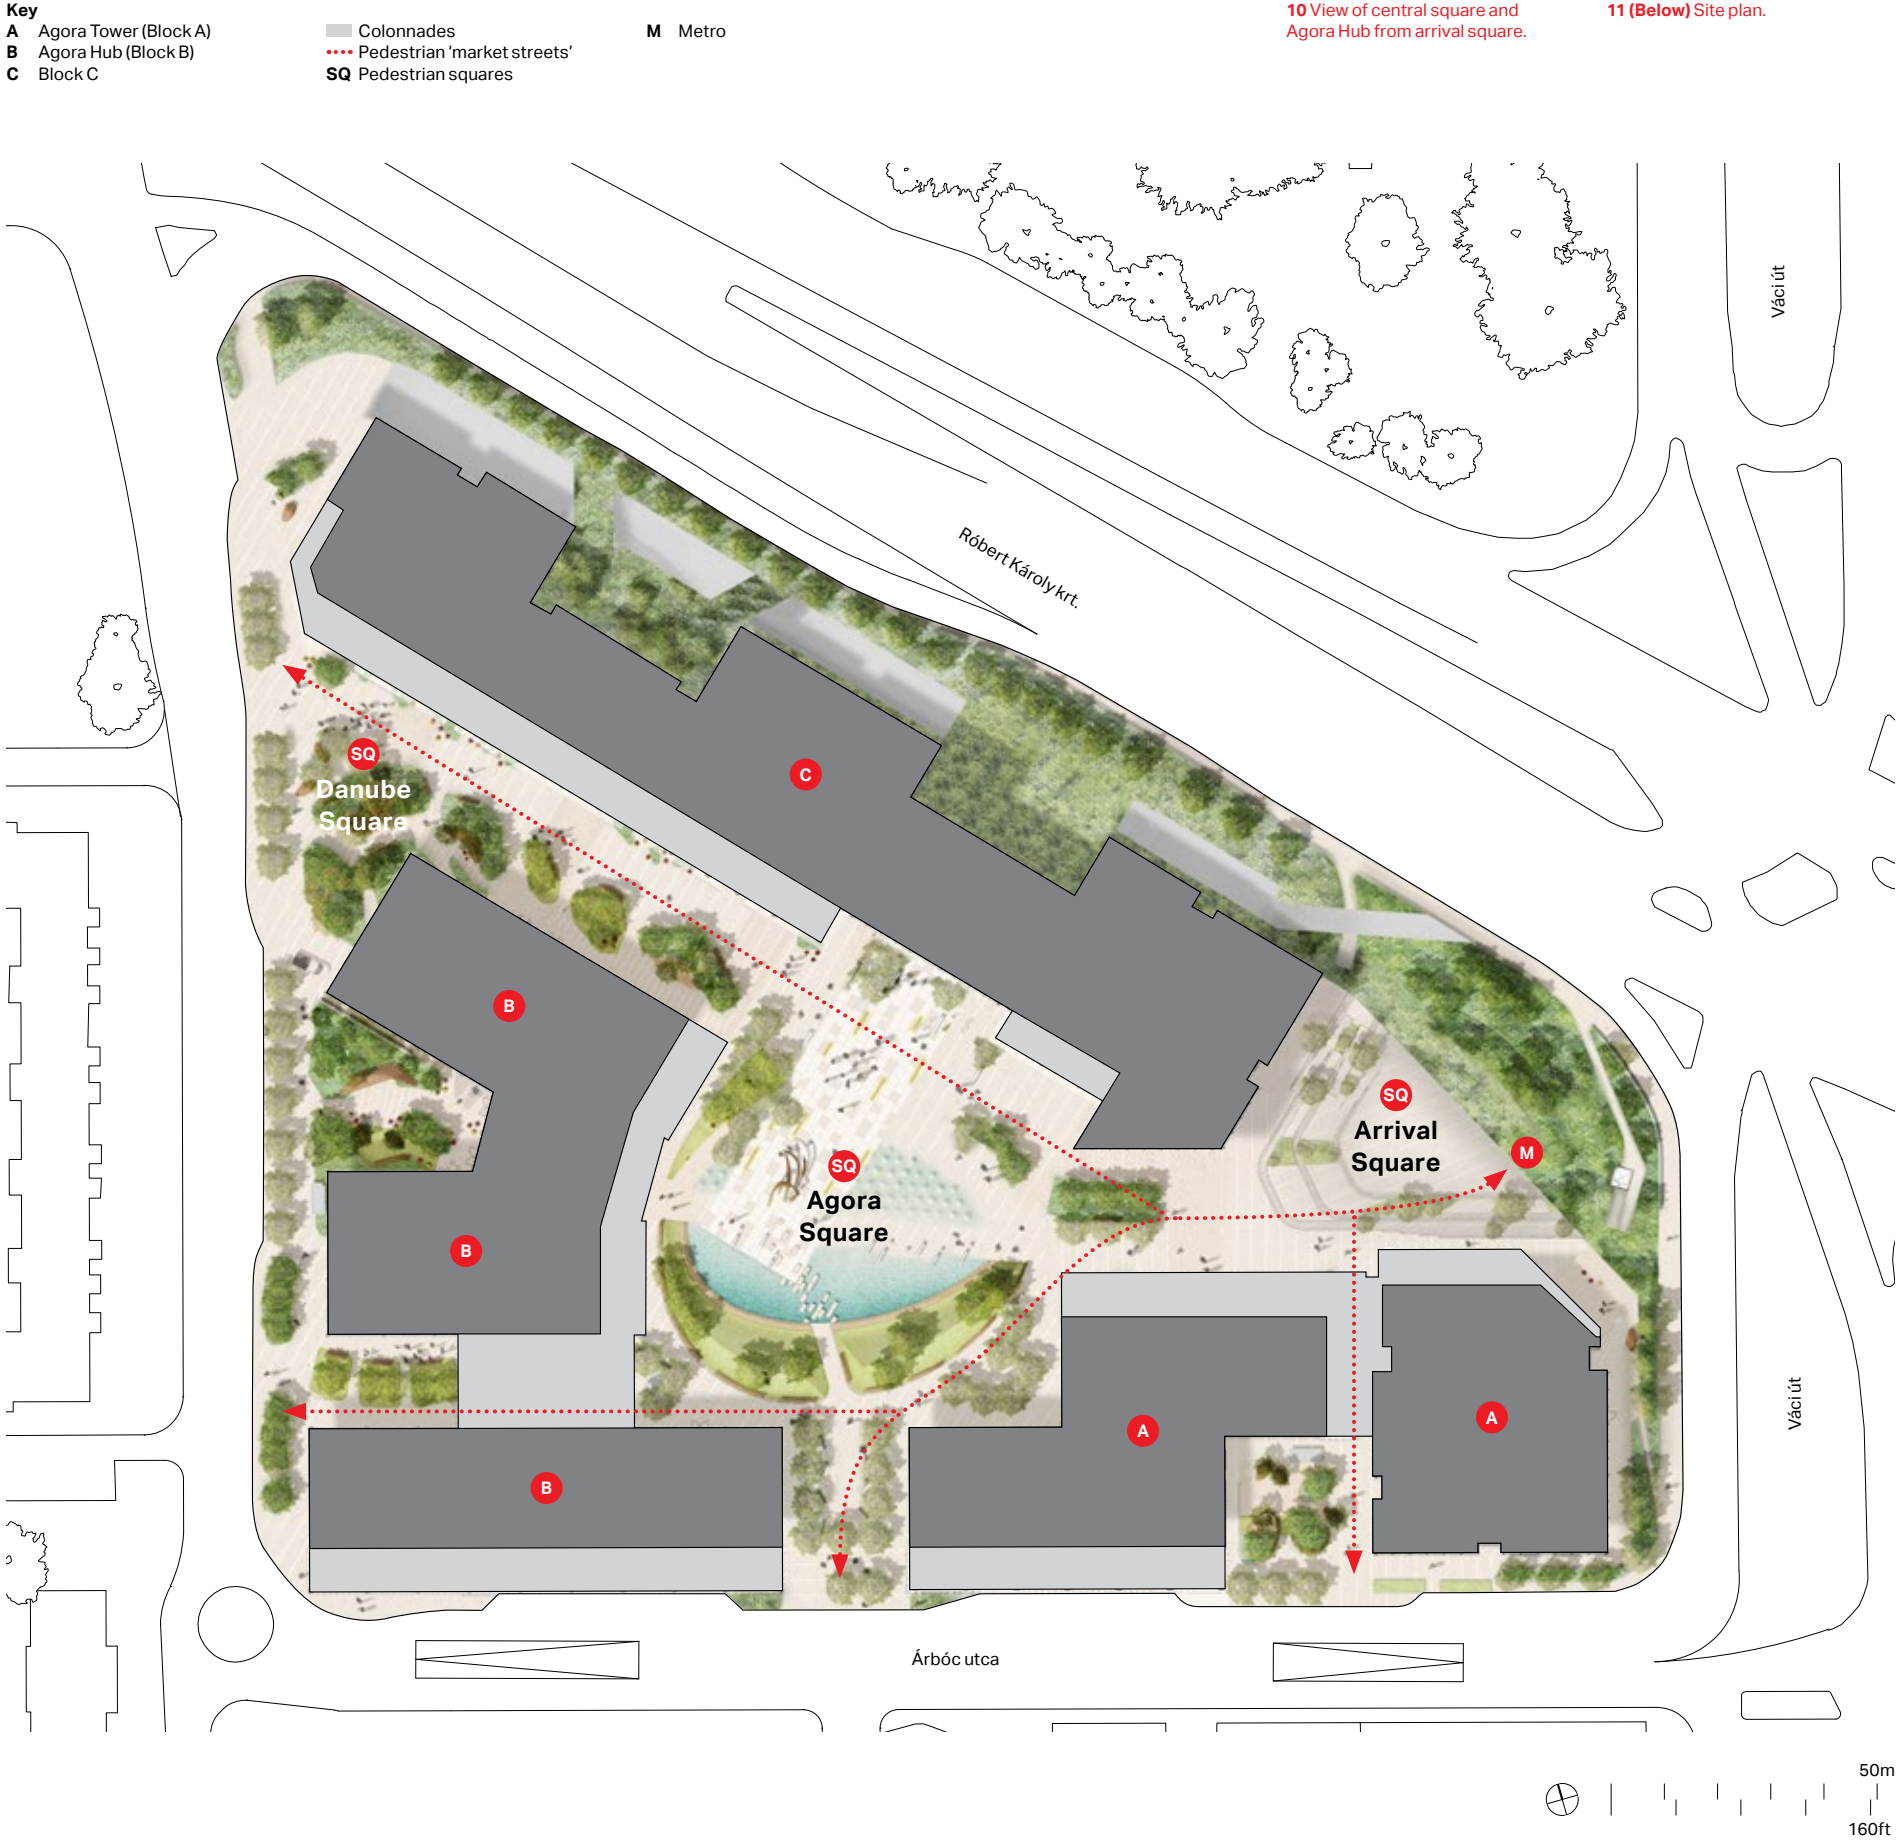 Key
A Agora Tower (Block A)
B Agora Hub (Block B)
C Block C
Colonnades
Pedestrian ‘market streets’
SQ Pedestrian squares
M Metro
10 View of central square and
Agora Hub from arrival square.
11 (Below) Site plan.
Váci út
Róbert Károly krt.
SQ
Danube
Square
C
B
SQ
Arrival
Square
M
SQ
Agora
Square
B
A
A
Váci út
B
Árbóc utca
50m
160ft